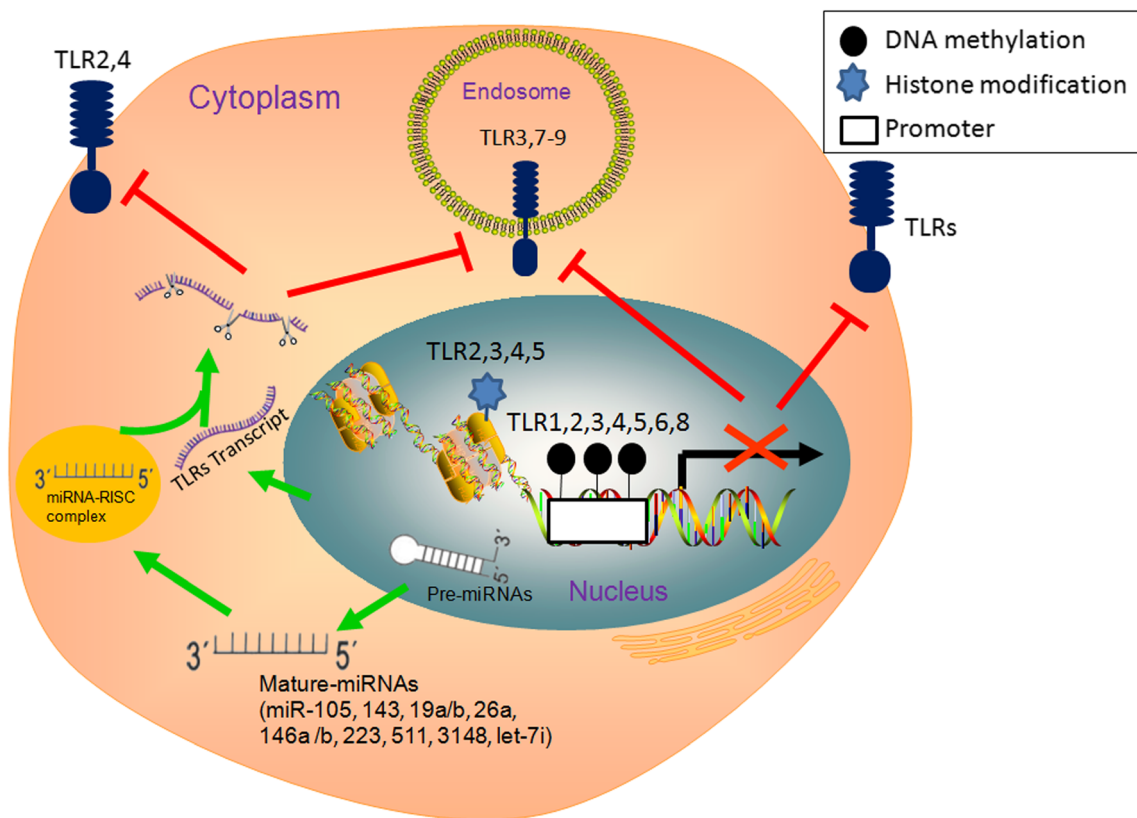 TLR2,4
Cytoplasm
Endosome
TLR3,7-9
DNA methylation
Histone modification
Promoter
TLRs
TLR2,3,4,5
TLR1,2,3,4,5,6,8
TLRs Transcript
3′ 5′
miRNA-RISC
complex
3′
5′
Pre-miRNAs
Nucleus
3′ 5′
Mature-miRNAs
(miR-105, 143, 19a/b, 26a,
146a /b, 223, 511, 3148, let-7i)